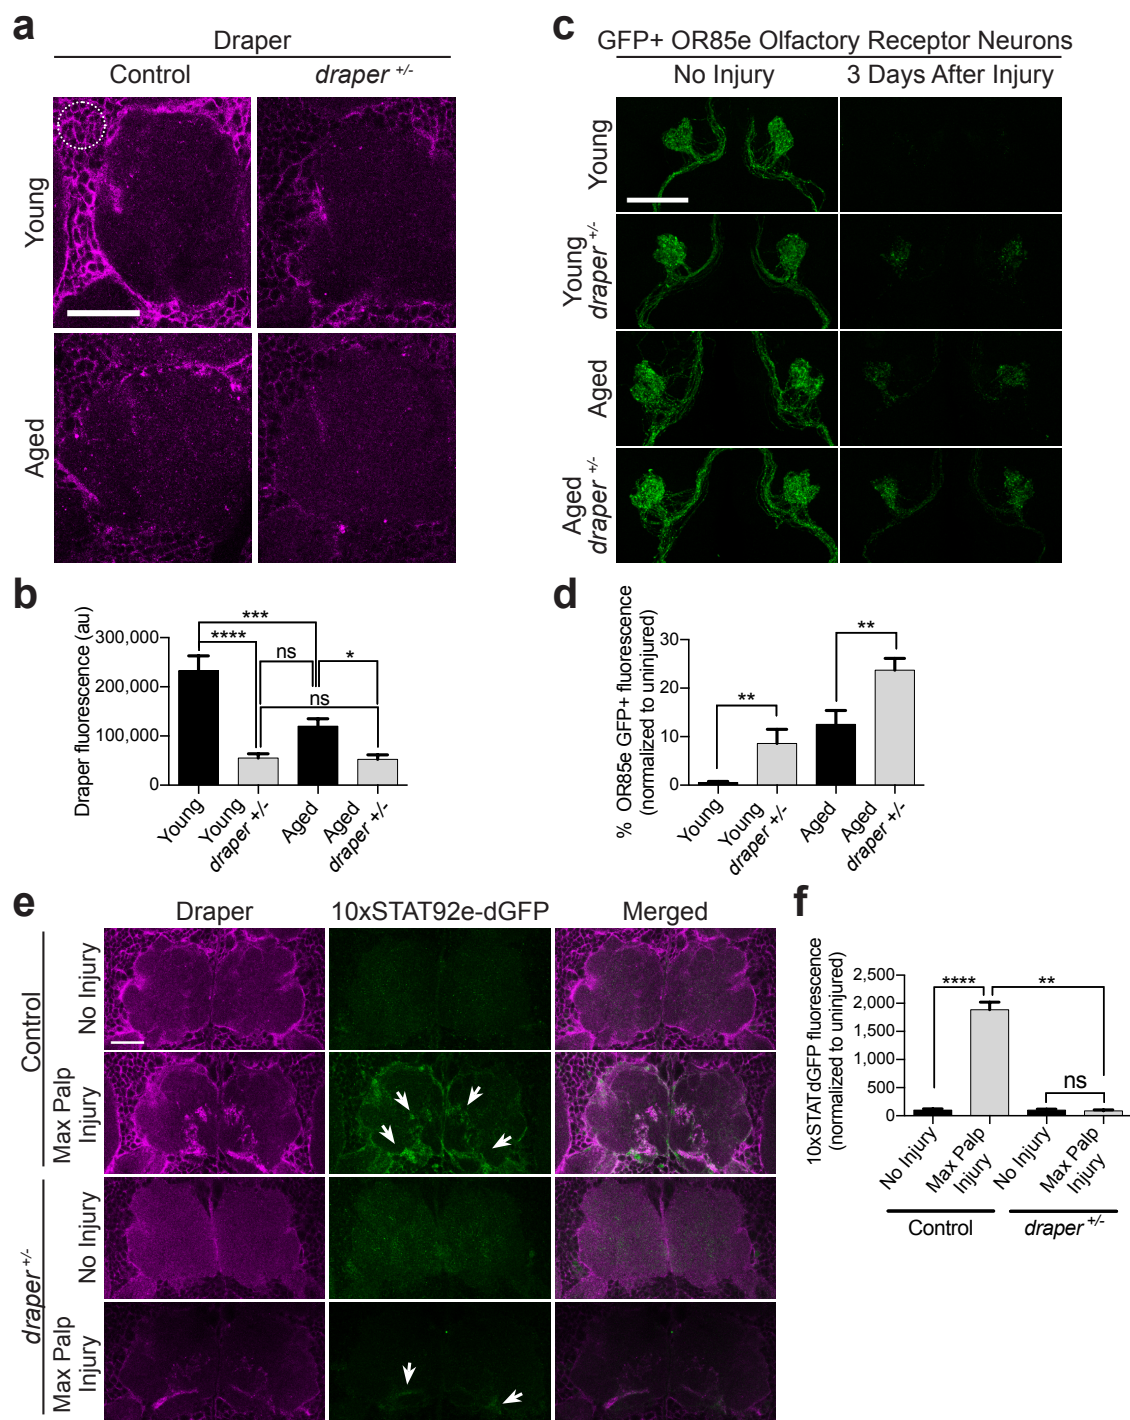 a
Draper
Control
draper +/-
Young
Aged
b
Draper fluorescence (au)
300,000
200,000
100,000
0
***
****
ns
*
ns
Young
Young
draper +/-
Aged
Aged
draper +/-
c
GFP+ OR85e Olfactory Receptor Neurons
No Injury
3 Days After Injury
Young
Young
draper +/-
Aged
Aged
draper +/-
d
% OR85e GFP+ fluorescence
(normalized to uninjured)
30
20
10
0
**
**
Young
Young
draper +/-
Aged
Aged
draper +/-
e
Draper
10xSTAT92e-dGFP
Merged
Control
No Injury
Max Palp
Injury
draper +/-
No Injury
Max Palp
Injury
f
10xSTATdGFP fluorescence
(normalized to uninjured)
2,500
2,000
1,500
1,000
500
0
****
**
ns
No Injury
Max Palp
Injury
No Injury
Max Palp
Injury
Control
draper +/-